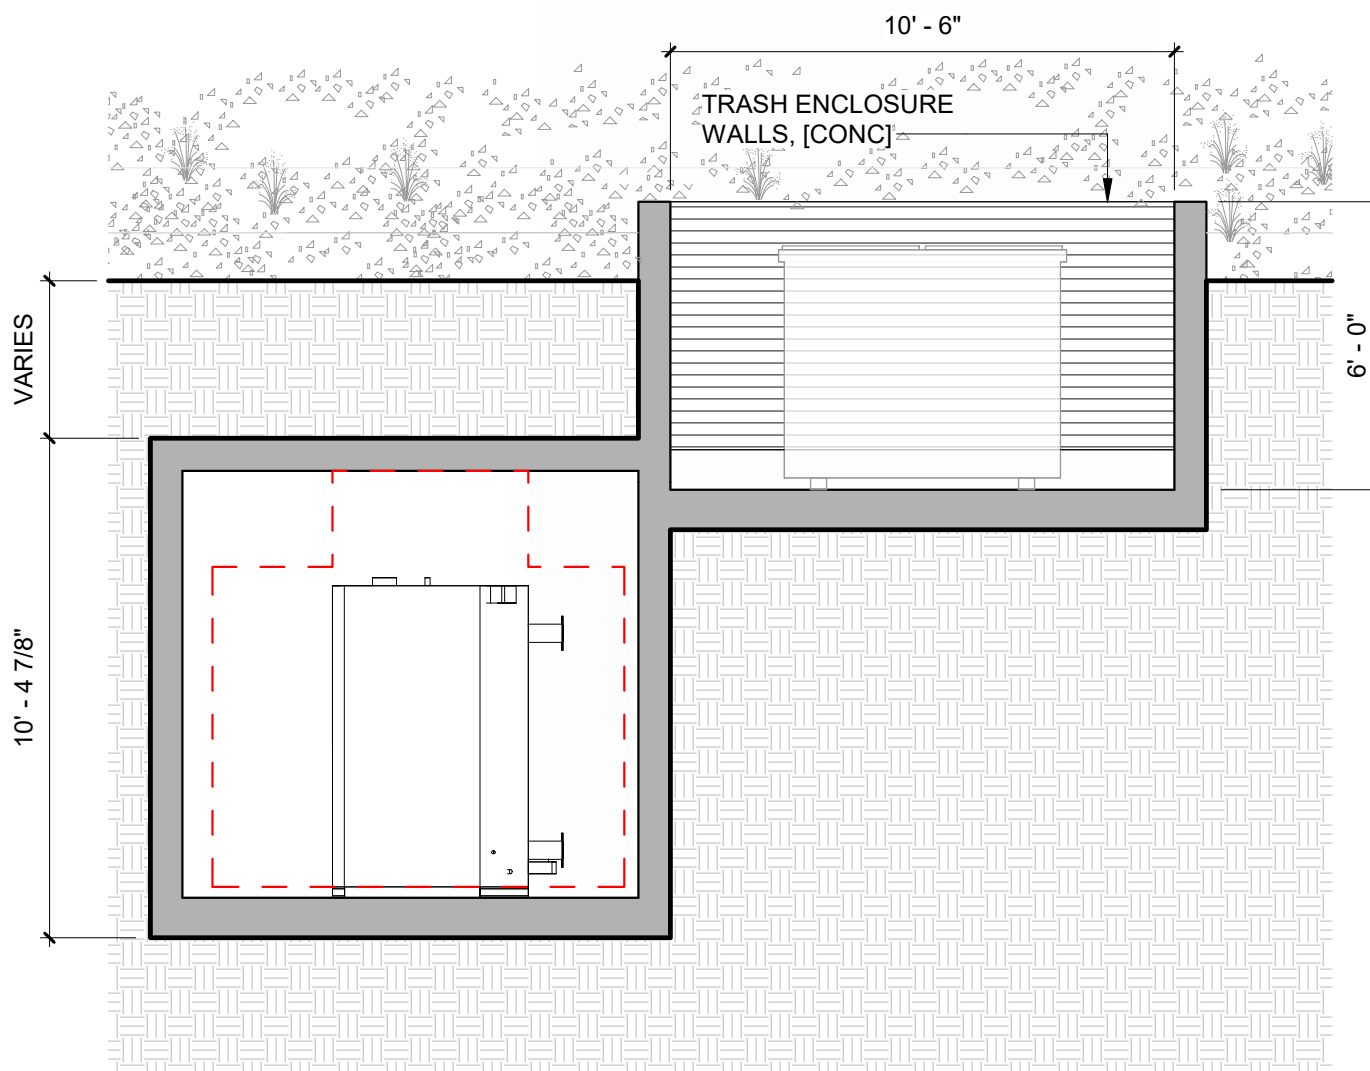 10' - 6"
TRASH ENCLOSURE
WALLS, [CONC]
VARIES
6' - 0"
10' - 4 7/8"